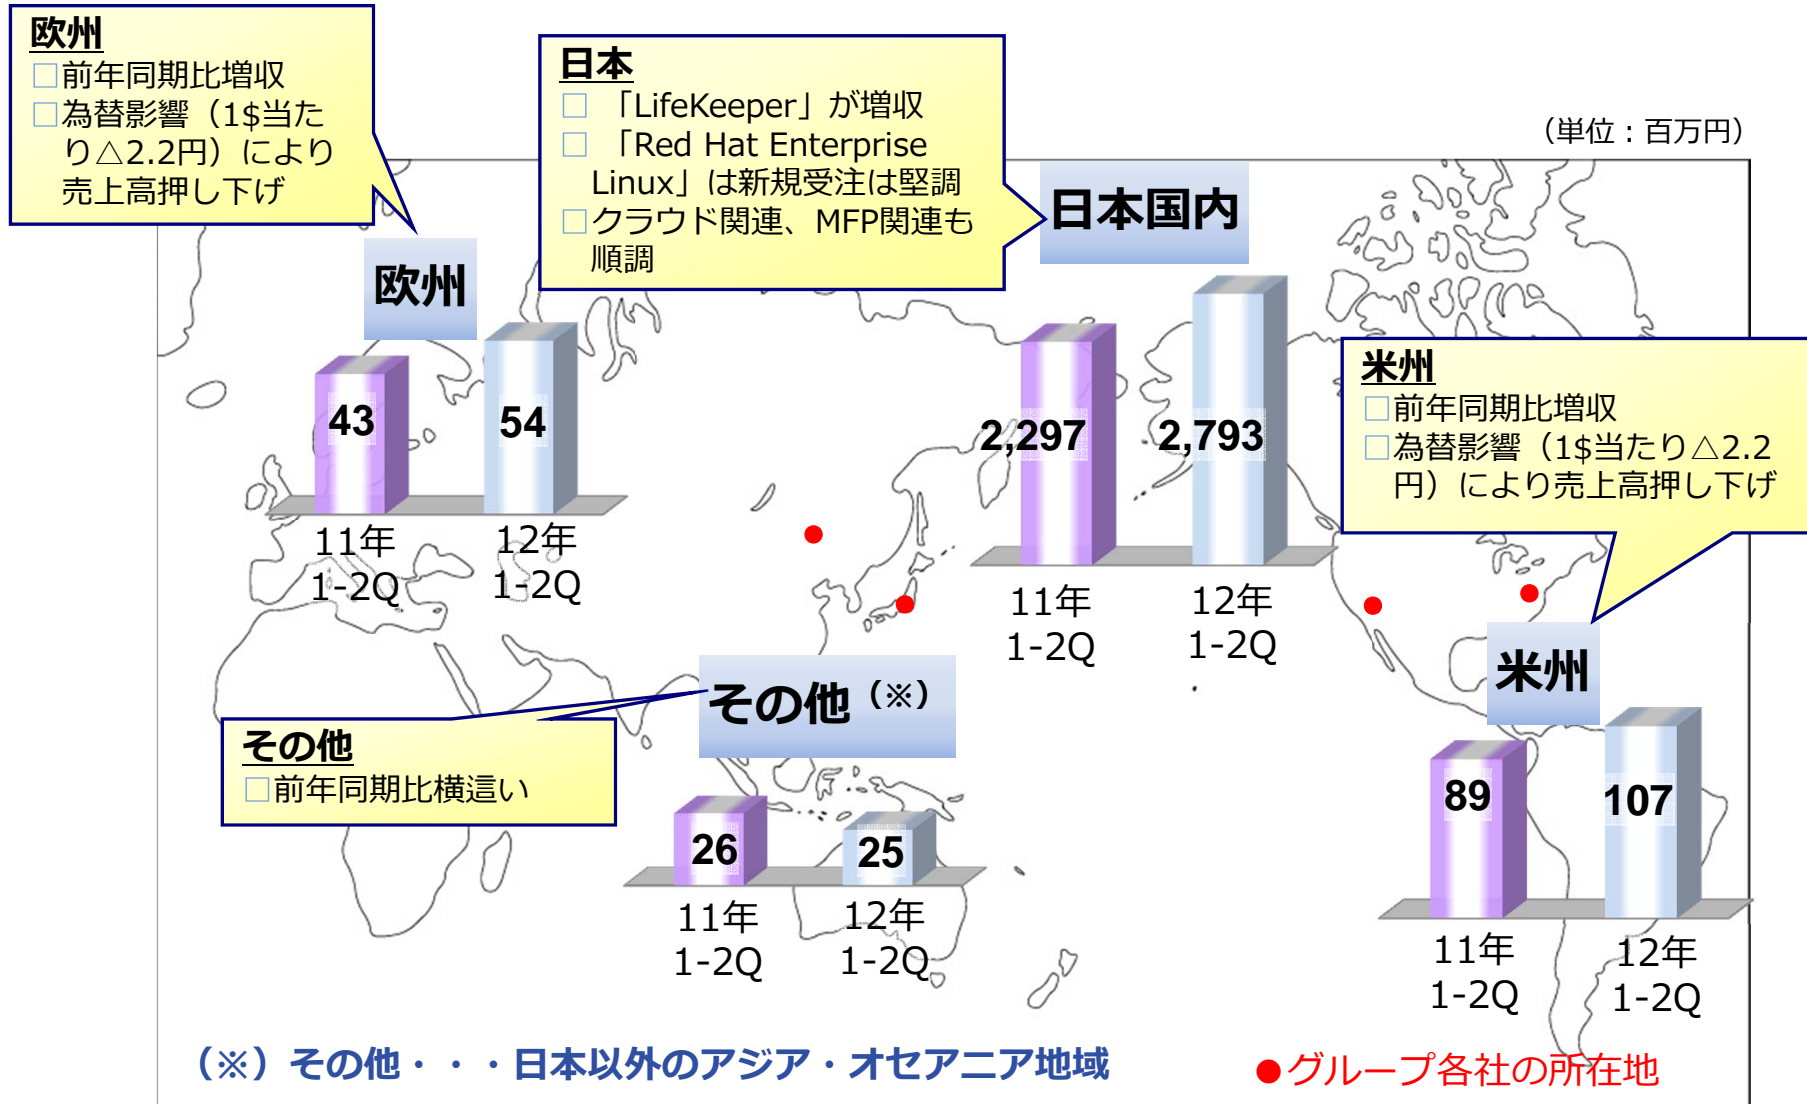 欧州
□前年同期比増収
□為替影響（1$当た
り△2.2円）により
売上高押し下げ
日本
□ 「LifeKeeper」が増収
□ 「Red Hat Enterprise
Linux」は新規受注は堅調
□クラウド関連、MFP関連も
順調
（単位：百万円）
日本国内
欧州
米州
□前年同期比増収
□為替影響（1$当たり△2.2
円）により売上高押し下げ
43
54
11年
1-2Q
12年
1-2Q
2,297
2,793
11年
1-2Q
12年
1-2Q
その他（※）
その他
□前年同期比横這い
26
25
11年
1-2Q
12年
1-2Q
米州
89
107
11年
1-2Q
12年
1-2Q
（※）その他・・・日本以外のアジア・オセアニア地域
●グループ各社の所在地